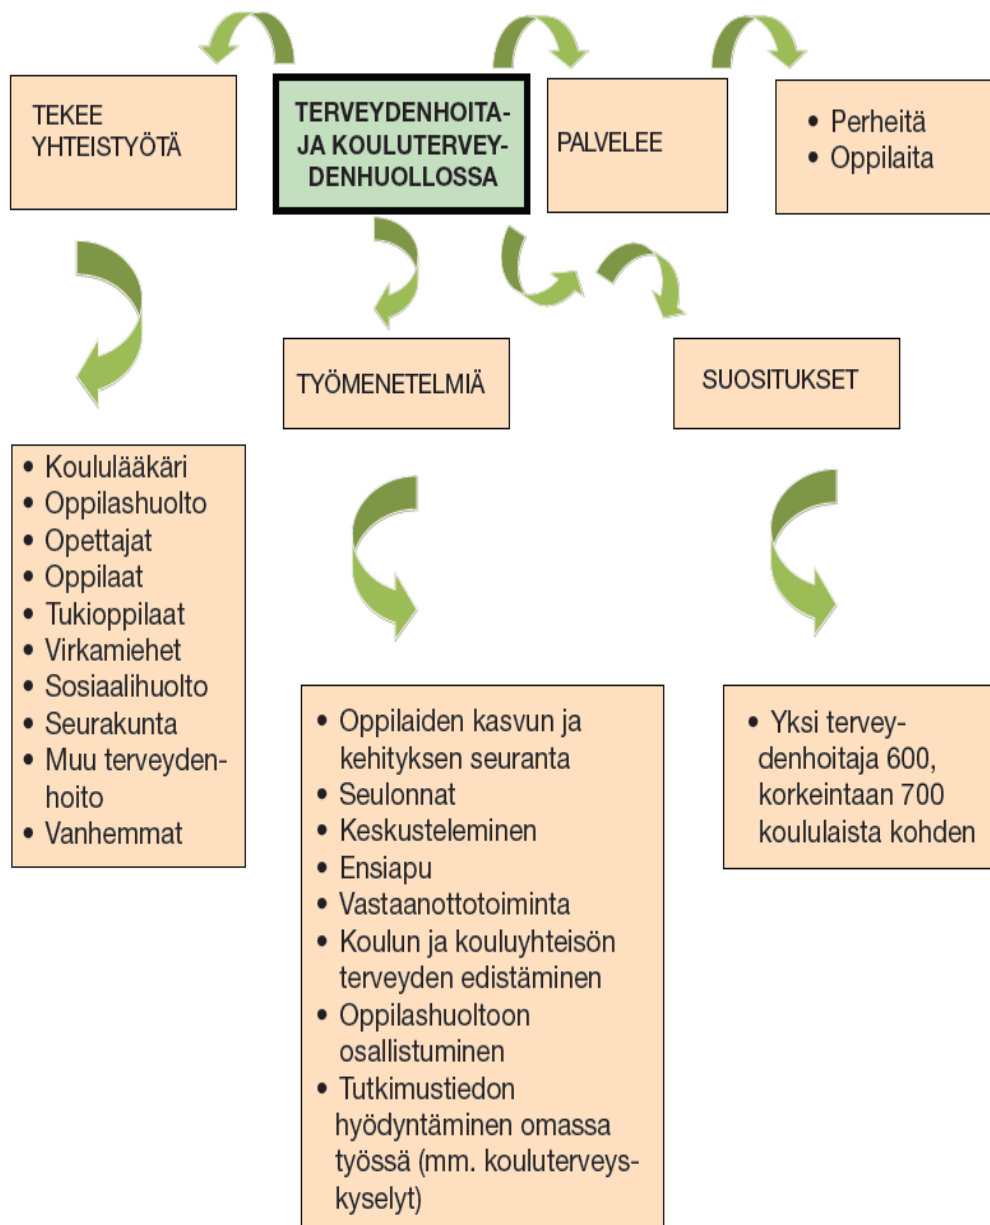 TEKEE
YHTEISTYÖTÄ
TERVEYDENHOITA-
JA KOULUTERVEY-
DENHUOLLOSSA
PALVELEE
• Perheitä
• Oppilaita
TYÖMENETELMIÄ
SUOSITUKSET
• Koululääkäri
• Oppilashuolto
• Opettajat
• Oppilaat
• Tukioppilaat
• Virkamiehet
• Sosiaalihuolto
• Seurakunta
• Muu terveyden-
hoito
• Vanhemmat
• Oppilaiden kasvun ja
kehityksen seuranta
• Seulonnat
• Keskusteleminen
• Ensiapu
• Vastaanottotoiminta
• Koulun ja kouluyhteisön
terveyden edistäminen
• Oppilashuoltoon
osallistuminen
• Tutkimustiedon
hyödyntäminen omassa
työssä (mm. kouluterveys-
kyselyt)
• Yksi tervey-
denhoitaja 600,
korkeintaan 700
koululaista kohden